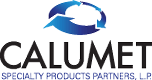 CALUMET
SPECIALTY PRODUCTS PARTNERS, L.P.